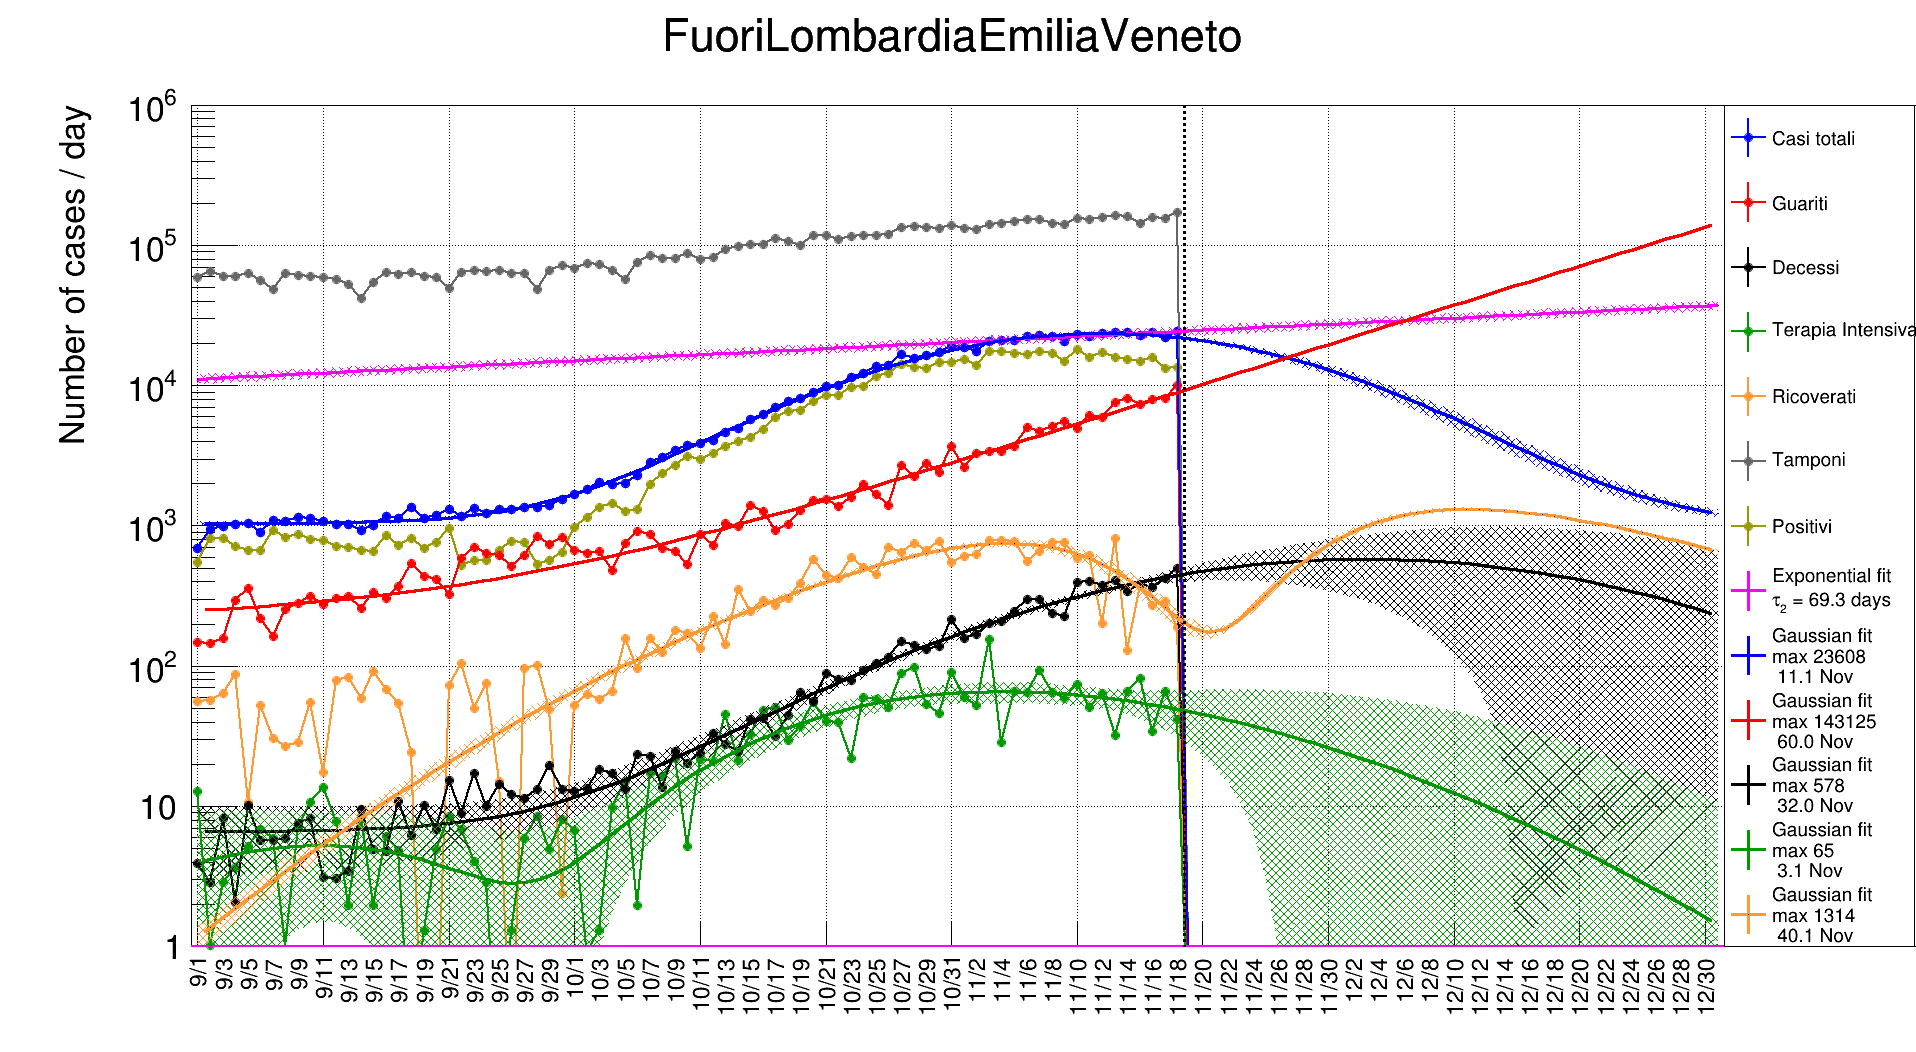 FuoriLombardiaEmiliaVeneto
Number of cases / day
10^6
10^5
10^4
10^3
10^2
10
1
9/1 9/3 9/5 9/7 9/9 9/11 9/13 9/15 9/17 9/19 9/21 9/23 9/25 9/27 9/29 10/1 10/3 10/5 10/7 10/9 10/11 10/13 10/15 10/17 10/19 10/21 10/23 10/25 10/27 10/29 10/31 11/2 11/4 11/6 11/8 11/10 11/12 11/14 11/16 11/18 11/20 11/22 11/24 11/26 11/28 11/30 12/2 12/4 12/6 12/8 12/10 12/12 12/14 12/16 12/18 12/20 12/22 12/24 12/26 12/28 12/30
Casi totali
Guariti
Decessi
Terapia Intensiva
Ricoverati
Tamponi
Positivi
Exponential fit
τ2 = 69.3 days
Gaussian fit
max 23608
11.1 Nov
Gaussian fit
max 143125
60.0 Nov
Gaussian fit
max 578
32.0 Nov
Gaussian fit
max 65
3.1 Nov
Gaussian fit
max 1314
40.1 Nov